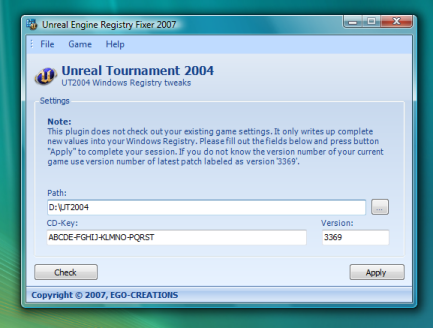 Unreal Engine Registry Fixer 2007
File Game Help
Unreal Tournament 2004
UT2004 Windows Registry tweaks
Settings
Note:
This plugin does not check out your existing game settings. It only writes up complete
new values into your Windows Registry. Please fill out the fields below and press button
"Apply" to complete your session. If you do not know the version number of your current
game use version number of latest patch labeled as version '3369'.
Path:
D:\UT2004
...
CD-Key: Version:
ABCDE-FGHIJ-KLMNO-PQRST 3369
Check Apply
Copyright © 2007, EGO-CREATIONS